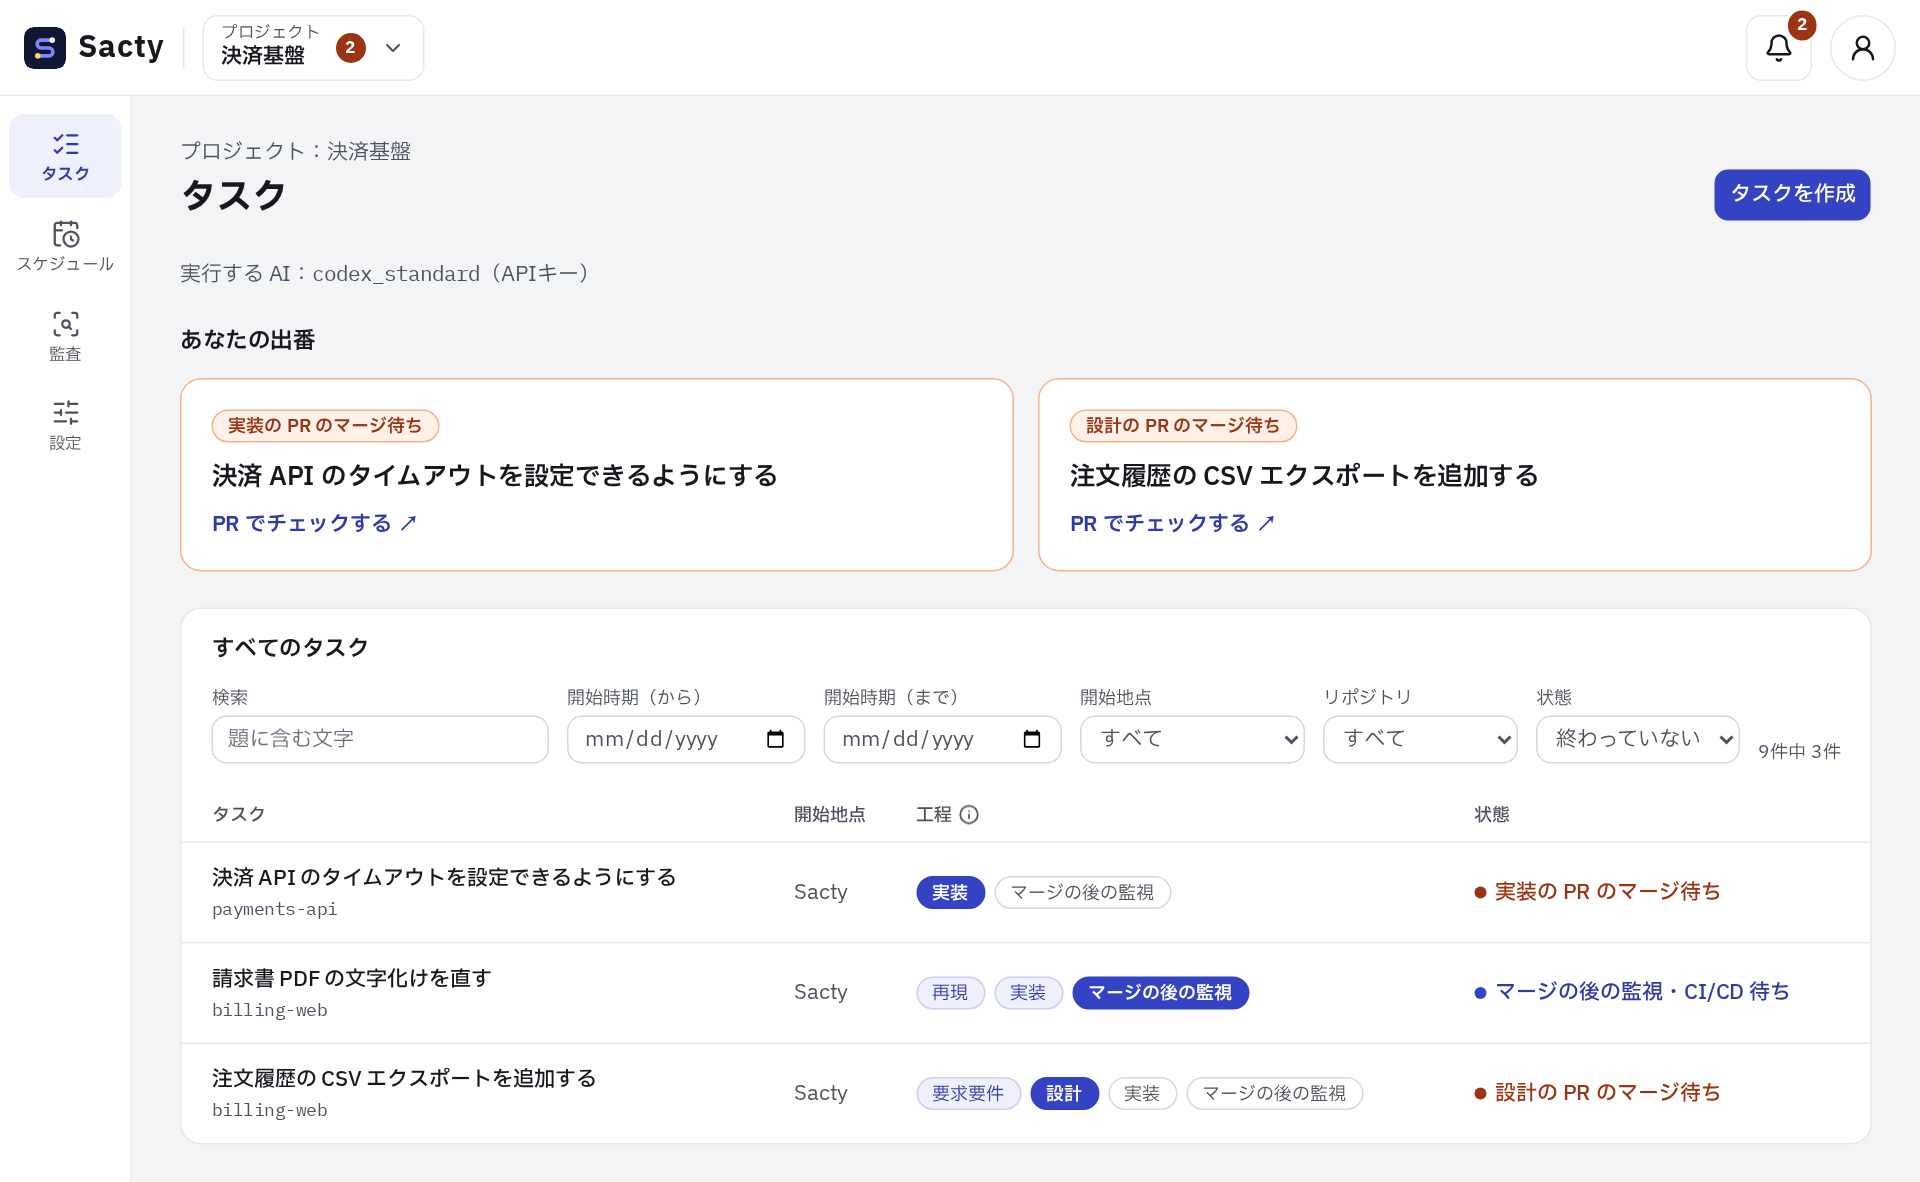 Sacty
プロジェクト
決済基盤
2
2
タスク
スケジュール
監査
設定
プロジェクト：決済基盤
タスク
タスクを作成
実行する AI：codex_standard（APIキー）
あなたの出番
実装の PR のマージ待ち
決済 API のタイムアウトを設定できるようにする
PR でチェックする ↗
設計の PR のマージ待ち
注文履歴の CSV エクスポートを追加する
PR でチェックする ↗
すべてのタスク
検索
題に含む文字
開始時期（から）
mm/dd/yyyy
開始時期（まで）
mm/dd/yyyy
開始地点
すべて
リポジトリ
すべて
状態
終わっていない
9件中 3件
タスク 開始地点 工程 状態
決済 API のタイムアウトを設定できるようにする
payments-api
Sacty
実装 マージの後の監視
実装の PR のマージ待ち
請求書 PDF の文字化けを直す
billing-web
Sacty
再現 実装 マージの後の監視
マージの後の監視・CI/CD 待ち
注文履歴の CSV エクスポートを追加する
billing-web
Sacty
要求要件 設計 実装 マージの後の監視
設計の PR のマージ待ち